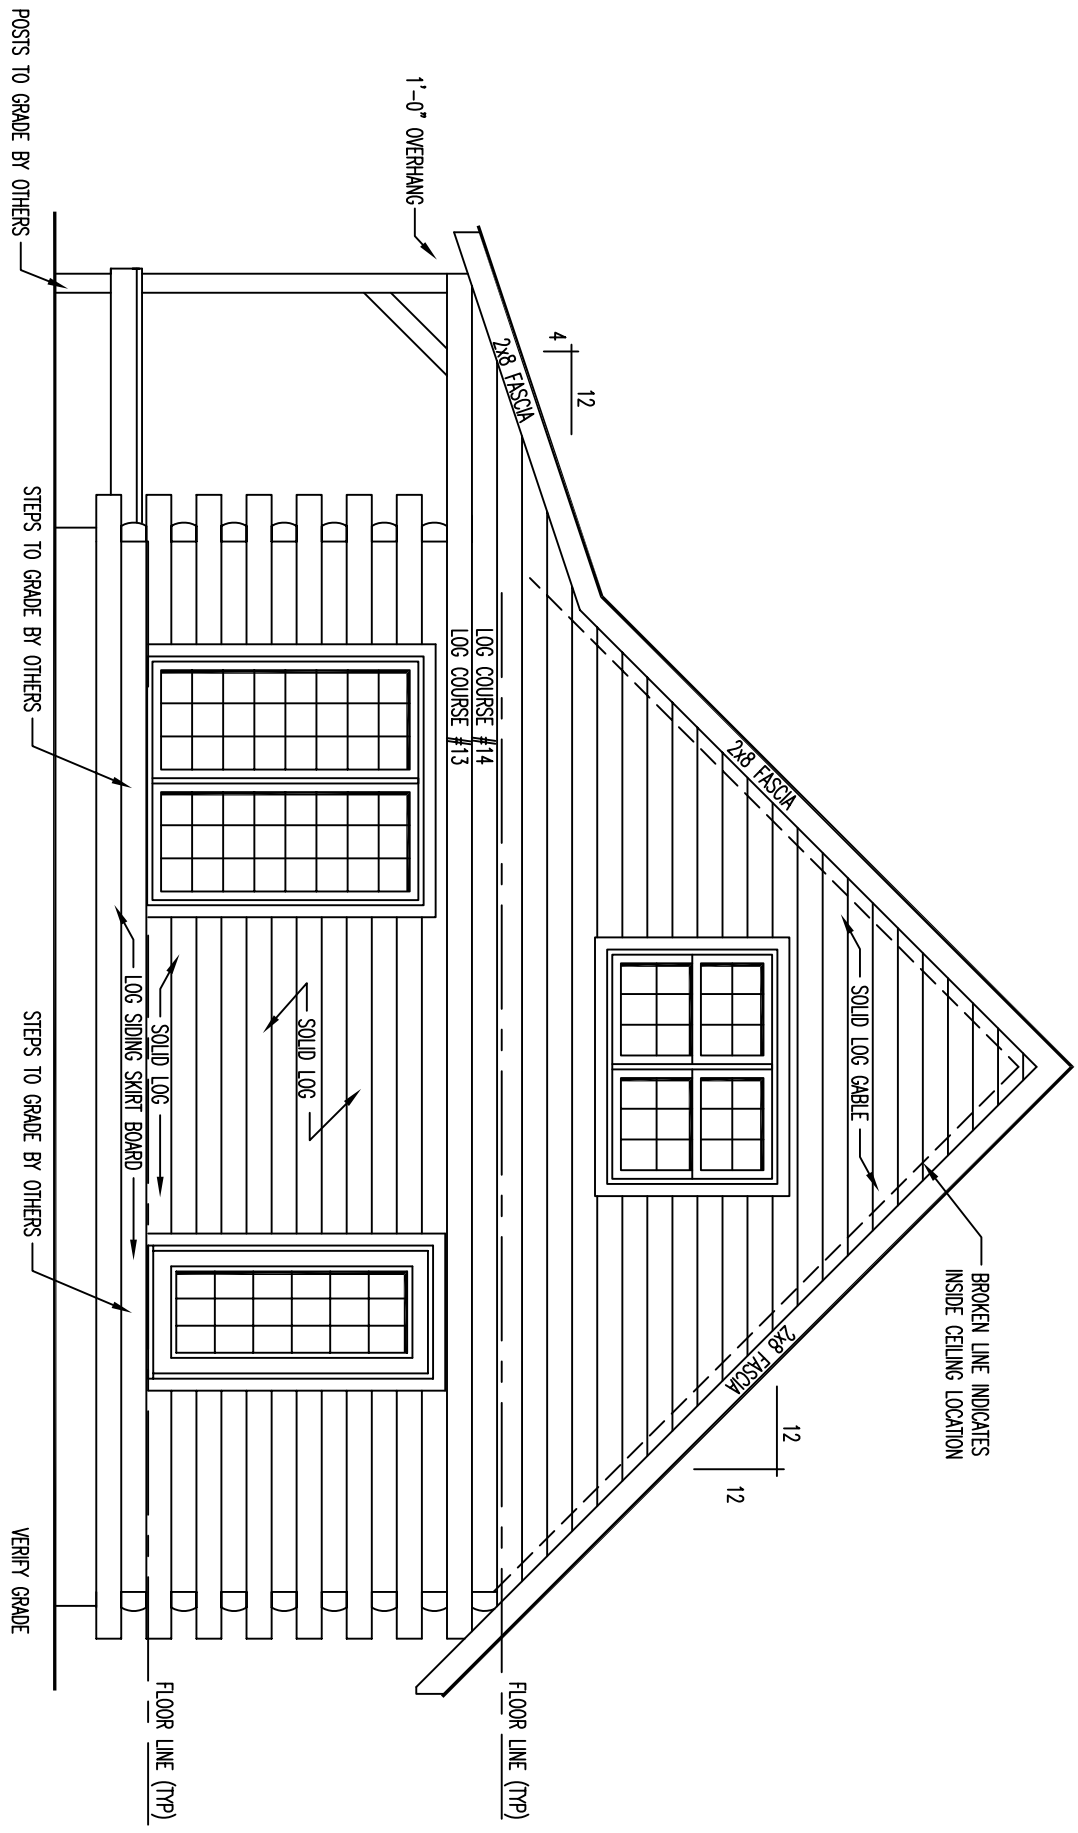 BROKEN LINE INDICATES
INSIDE CEILING LOCATION
SOLID LOG GABLE
2x8 FASCIA
2x8 FASCIA
12
12
12
4
2x8 FASCIA
1'-0" OVERHANG
LOG COURSE #14
LOG COURSE #13
FLOOR LINE (TYP)
SOLID LOG
SOLID LOG
LOG SIDING SKIRT BOARD
FLOOR LINE (TYP)
POSTS TO GRADE BY OTHERS
STEPS TO GRADE BY OTHERS
STEPS TO GRADE BY OTHERS
VERIFY GRADE